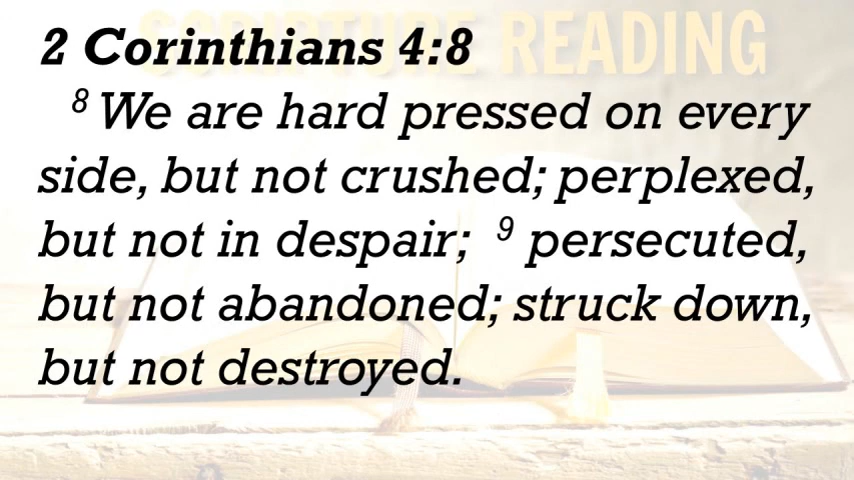 SCRIPTURE READING
2 Corinthians 4:8
8 We are hard pressed on every
side, but not crushed; perplexed,
but not in despair; 9 persecuted,
but not abandoned; struck down,
but not destroyed.